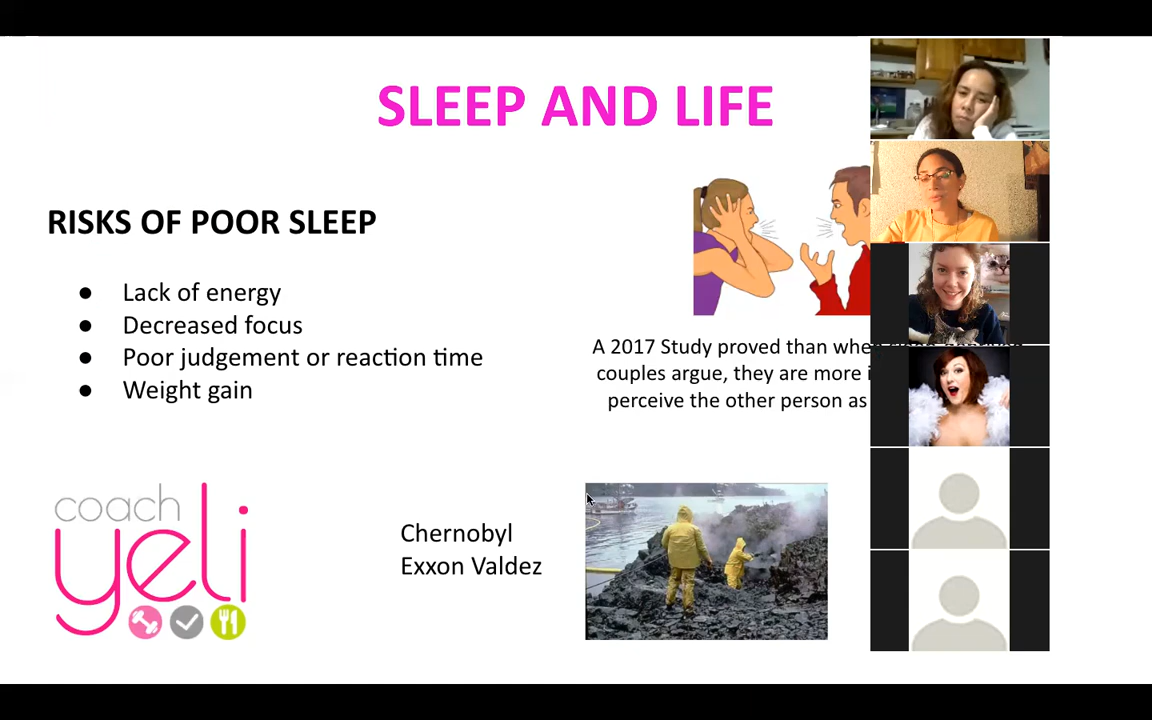 SLEEP AND LIFE
RISKS OF POOR SLEEP
● Lack of energy
● Decreased focus
● Poor judgement or reaction time
● Weight gain
A 2017 Study proved than when
couples argue, they are more
perceive the other person as
coach
yeli
Chernobyl
Exxon Valdez